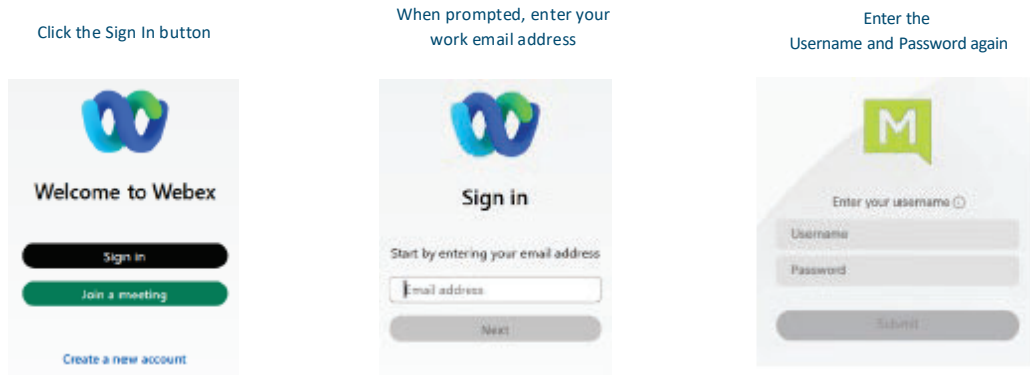 Click the Sign In button
Welcome to Webex
Sign in
Join a meeting
Create a new account
When prompted, enter your
work email address
Sign in
Start by entering your email address
Email address
Next
Enter the
Username and Password again
M
Enter your username
Username
Password
Submit